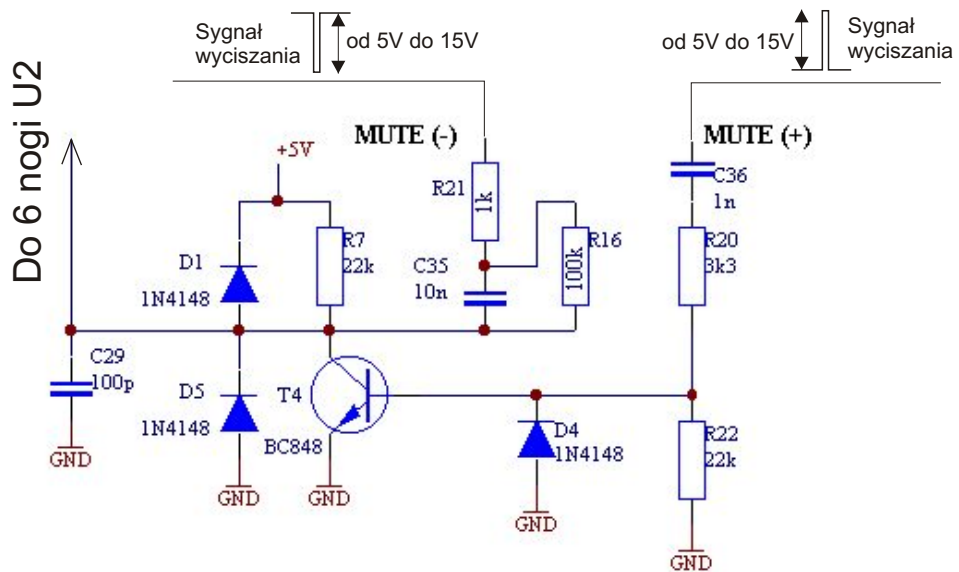 Sygnał
wyciszania
od 5V do 15V
od 5V do 15V
Sygnał
wyciszania
Do 6 nogi U2
MUTE (-)
MUTE (+)
+5V
R21
1k
C36
1n
D1
1N4148
R7
22k
C35
10n
R16
100k
R20
3k3
C29
100p
D5
1N4148
T4
BC848
D4
1N4148
R22
22k
GND
GND
GND
GND
GND